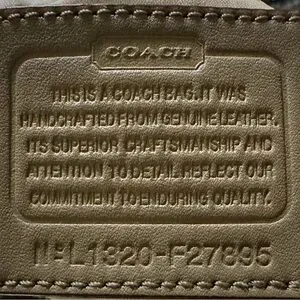 COACH
THIS IS A COACH BAG. IT WAS
HANDCRAFTED FROM GENUINE LEATHER.
ITS SUPERIOR CRAFTSMANSHIP AND
ATTENTION TO DETAIL REFLECT OUR
COMMITMENT TO ENDURING QUALITY.
L1320-F27895